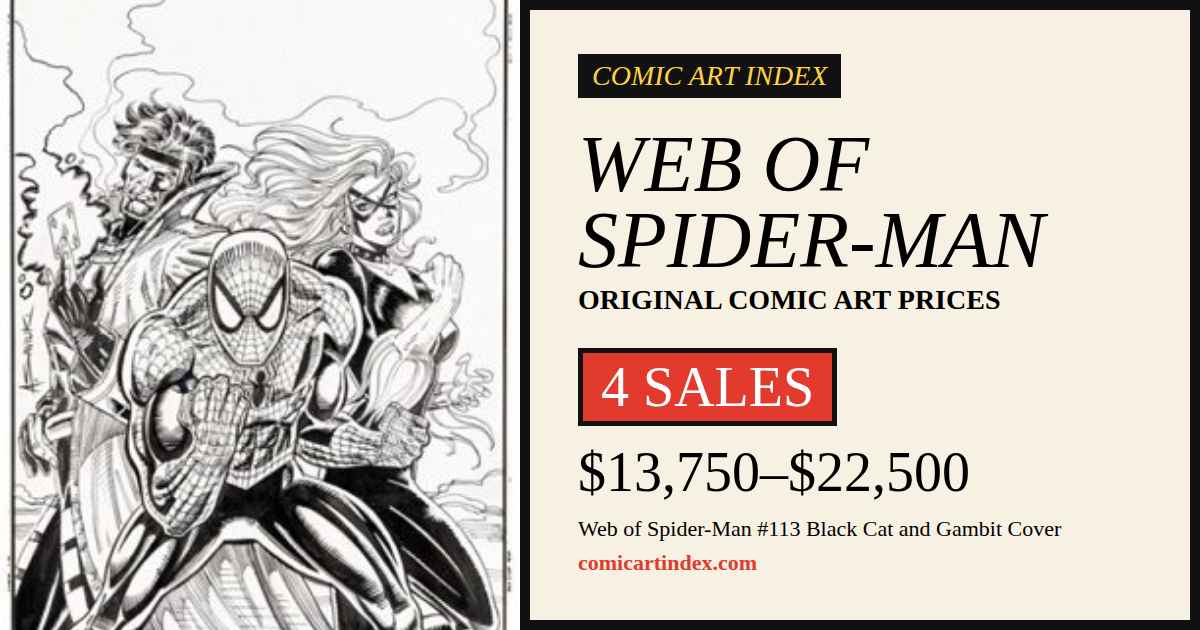 COMIC ART INDEX
WEB OF
SPIDER-MAN
ORIGINAL COMIC ART PRICES
4 SALES
$13,750–$22,500
Web of Spider-Man #113 Black Cat and Gambit Cover
comicartindex.com